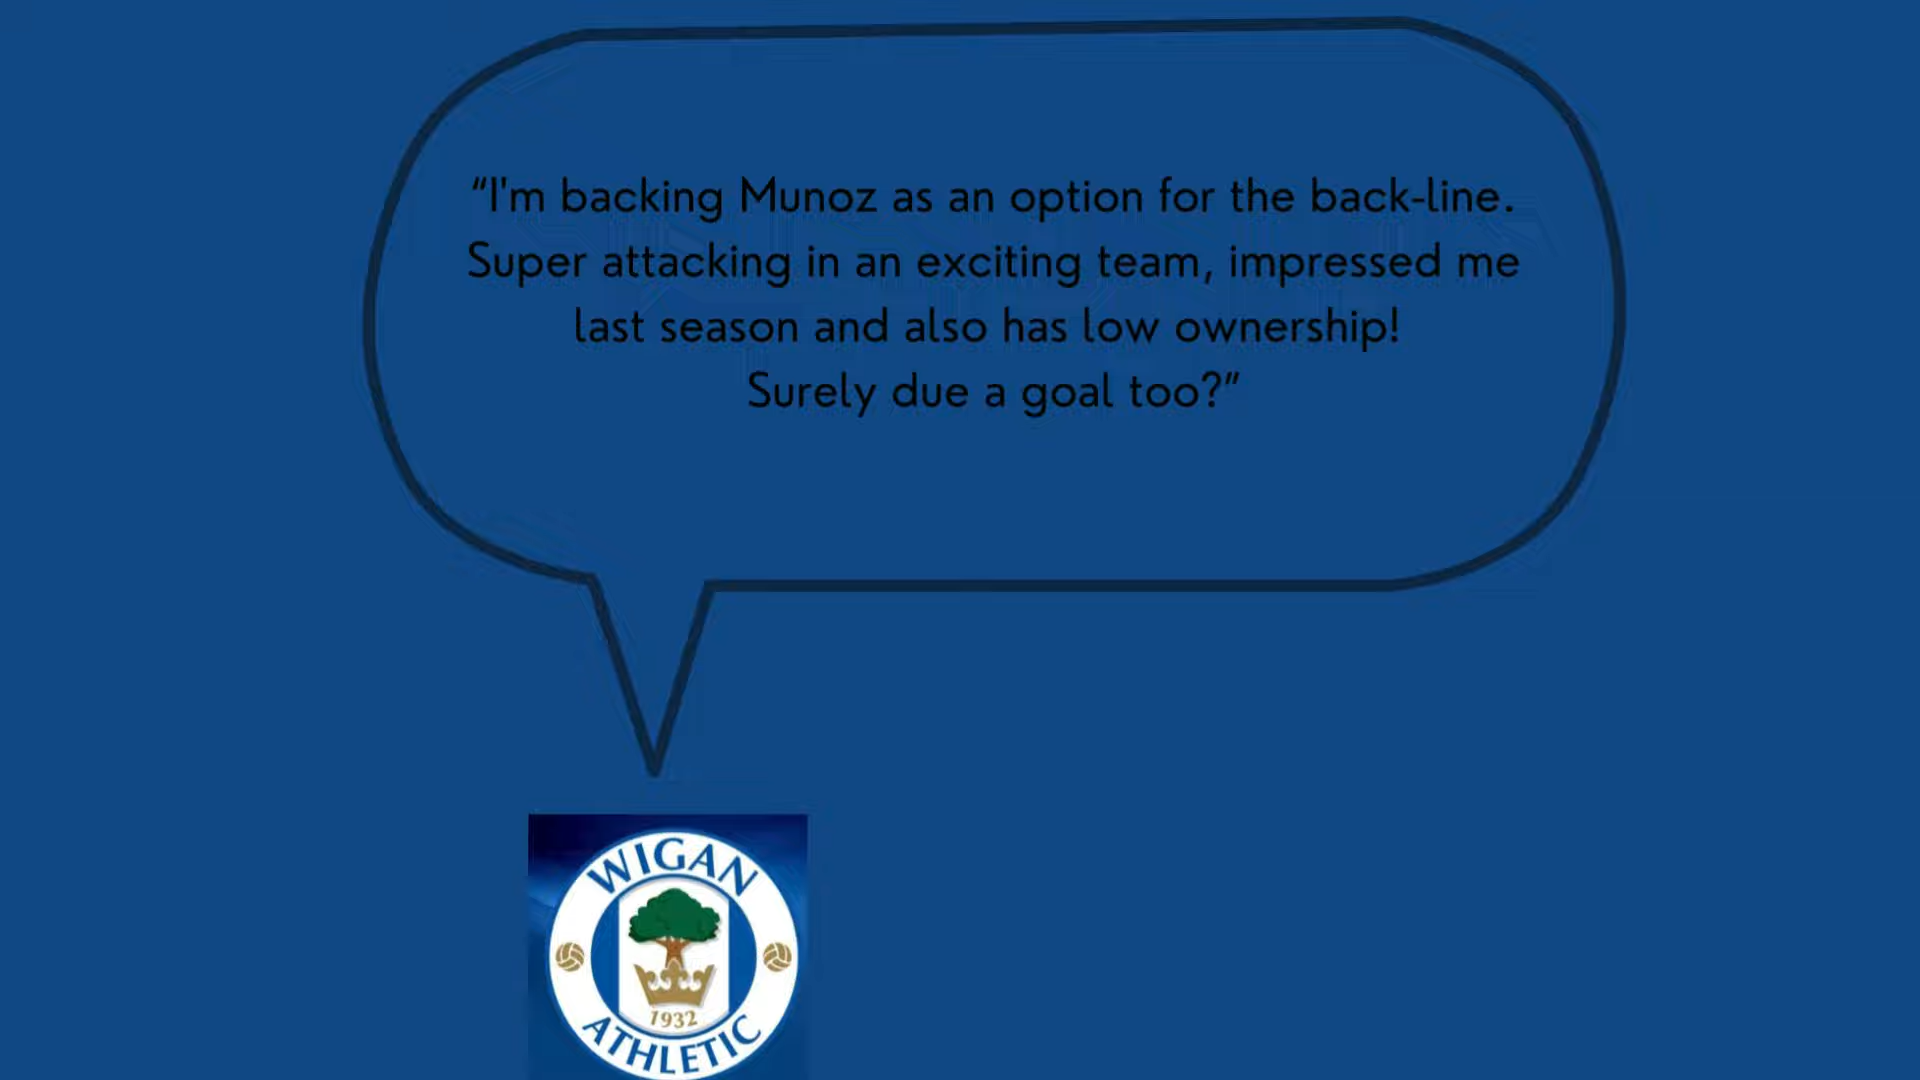 “I'm backing Munoz as an option for the back-line.
Super attacking in an exciting team, impressed me
last season and also has low ownership!
Surely due a goal too?”
WIGAN
1932
ATHLETIC